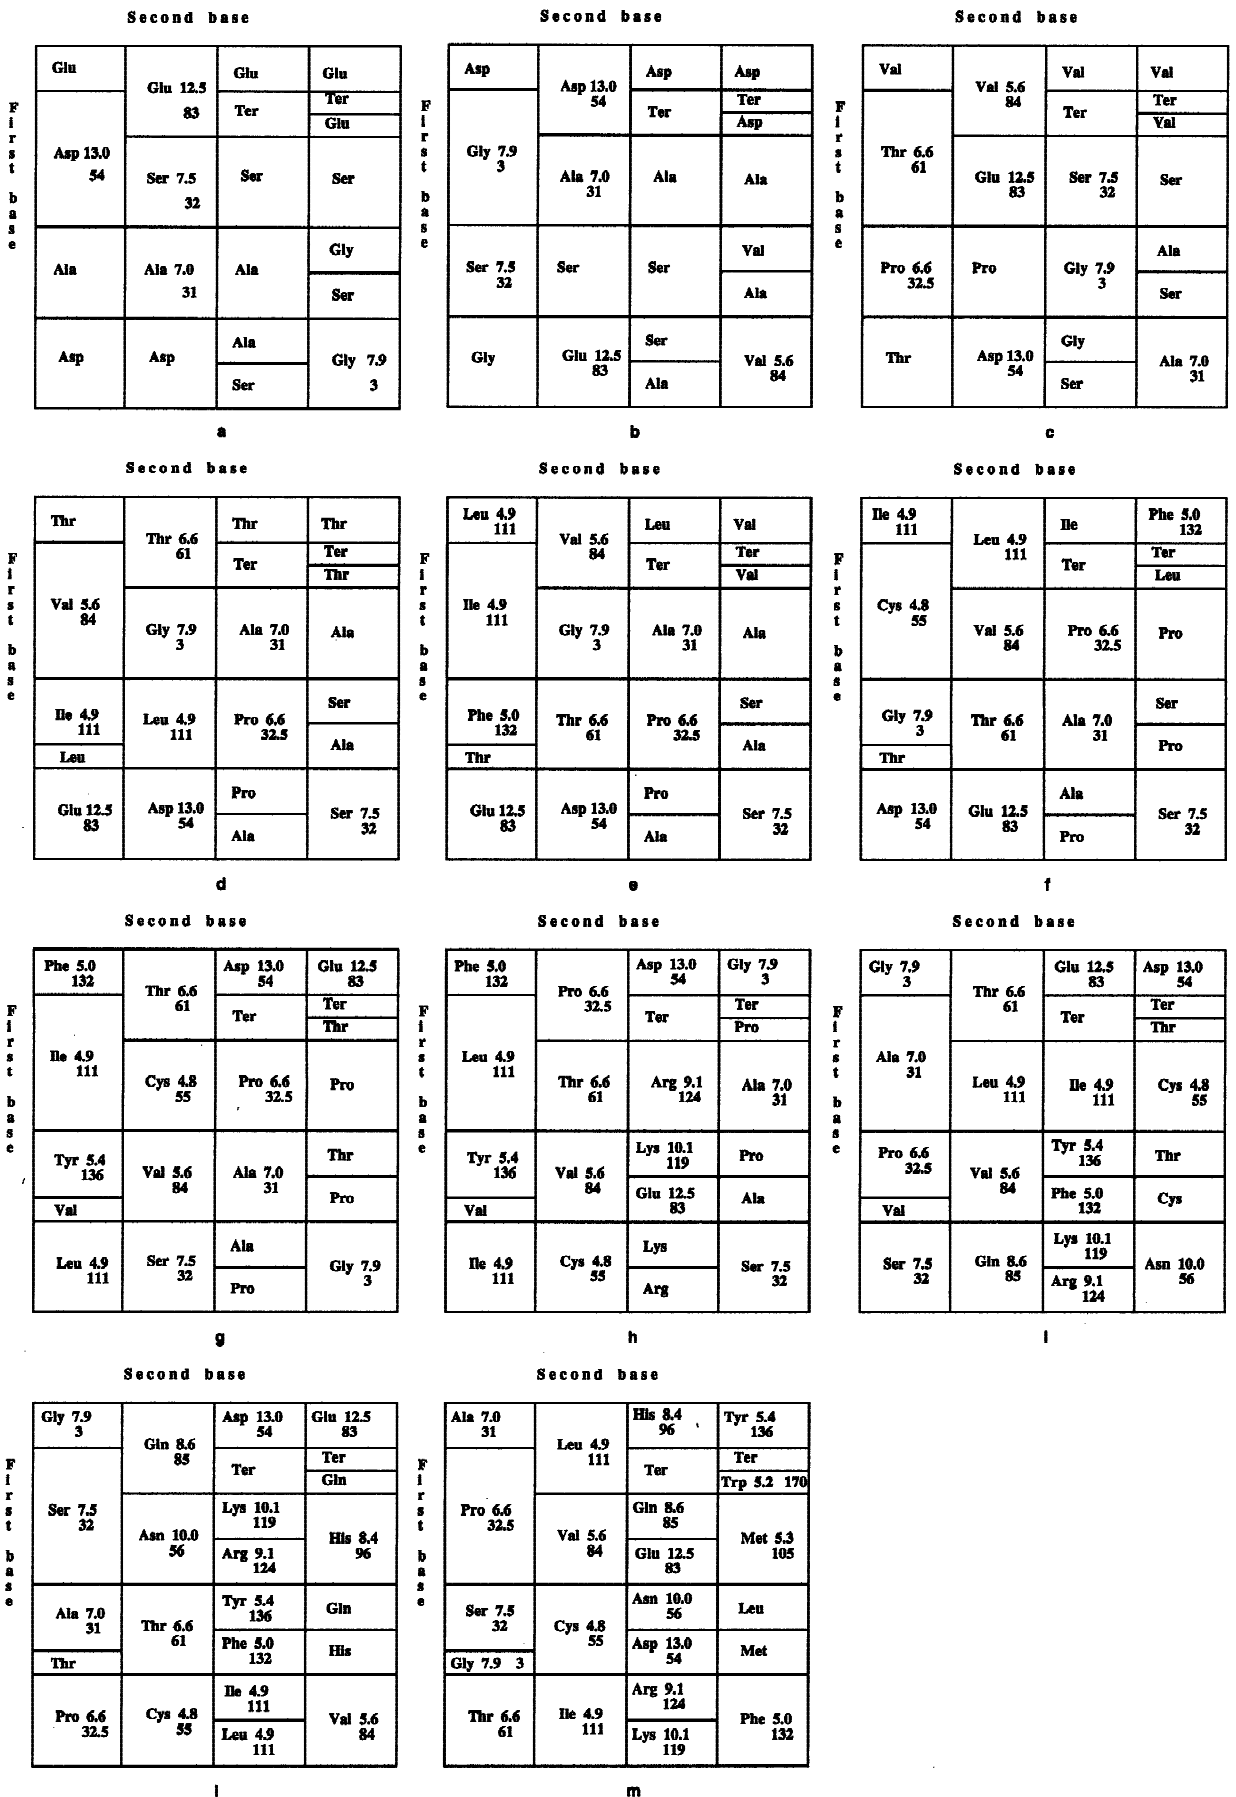 Second base
First base
Glu
Glu 12.5
83
Glu
Glu
Asp 13.0
54
Ter
Ter
Glu
Ser 7.5
32
Ser
Ser
Ala
Ala 7.0
31
Ala
Gly
Ser
Asp
Asp
Ala
Ser
Gly 7.9
3
a
Second base
First base
Asp
Asp 13.0
54
Asp
Asp
Gly 7.9
3
Ter
Ter
Asp
Ala 7.0
31
Ala
Ala
Ser 7.5
32
Ser
Ser
Val
Ala
Gly
Glu 12.5
83
Ser
Ala
Val 5.6
84
b
Second base
First base
Val
Val 5.6
84
Val
Val
Thr 6.6
61
Ter
Ter
Val
Glu 12.5
83
Ser 7.5
32
Ser
Pro 6.6
32.5
Pro
Gly 7.9
3
Ala
Ser
Thr
Asp 13.0
54
Gly
Ser
Ala 7.0
31
c
Second base
First base
Thr
Thr 6.6
61
Thr
Thr
Val 5.6
84
Ter
Ter
Thr
Gly 7.9
3
Ala 7.0
31
Ala
Ile 4.9
111
Leu
Leu 4.9
111
Pro 6.6
32.5
Ser
Ala
Glu 12.5
83
Asp 13.0
54
Pro
Ala
Ser 7.5
32
d
Second base
First base
Leu 4.9
111
Val 5.6
84
Leu
Val
Ile 4.9
111
Ter
Ter
Val
Gly 7.9
3
Ala 7.0
31
Ala
Phe 5.0
132
Thr
Thr 6.6
61
Pro 6.6
32.5
Ser
Ala
Glu 12.5
83
Asp 13.0
54
Pro
Ala
Ser 7.5
32
e
Second base
First base
Ile 4.9
111
Leu 4.9
111
Ile
Phe 5.0
132
Cys 4.8
55
Ter
Ter
Leu
Val 5.6
84
Pro 6.6
32.5
Pro
Gly 7.9
3
Thr
Thr 6.6
61
Ala 7.0
31
Ser
Pro
Asp 13.0
54
Glu 12.5
83
Ala
Pro
Ser 7.5
32
f
Second base
First base
Phe 5.0
132
Thr 6.6
61
Asp 13.0
54
Glu 12.5
83
Ile 4.9
111
Ter
Ter
Thr
Cys 4.8
55
Pro 6.6
32.5
Pro
Tyr 5.4
136
Val
Val 5.6
84
Ala 7.0
31
Thr
Pro
Leu 4.9
111
Ser 7.5
32
Ala
Pro
Gly 7.9
3
g
Second base
First base
Phe 5.0
132
Pro 6.6
32.5
Asp 13.0
54
Gly 7.9
3
Leu 4.9
111
Ter
Ter
Pro
Thr 6.6
61
Arg 9.1
124
Ala 7.0
31
Tyr 5.4
136
Val
Val 5.6
84
Lys 10.1
119
Glu 12.5
83
Pro
Ala
Ile 4.9
111
Cys 4.8
55
Lys
Arg
Ser 7.5
32
h
Second base
First base
Gly 7.9
3
Thr 6.6
61
Glu 12.5
83
Asp 13.0
54
Ala 7.0
31
Ter
Ter
Thr
Leu 4.9
111
Ile 4.9
111
Cys 4.8
55
Pro 6.6
32.5
Val
Val 5.6
84
Tyr 5.4
136
Phe 5.0
132
Thr
Cys
Ser 7.5
32
Gln 8.6
85
Lys 10.1
119
Arg 9.1
124
Asn 10.0
56
I
Second base
First base
Gly 7.9
3
Gln 8.6
85
Asp 13.0
54
Glu 12.5
83
Ser 7.5
32
Ter
Ter
Gln
Asn 10.0
56
Lys 10.1
119
Arg 9.1
124
His 8.4
96
Ala 7.0
31
Thr
Thr 6.6
61
Tyr 5.4
136
Phe 5.0
132
Gln
His
Pro 6.6
32.5
Cys 4.8
55
Ile 4.9
111
Leu 4.9
111
Val 5.6
84
l
Second base
First base
Ala 7.0
31
Leu 4.9
111
His 8.4
96
Tyr 5.4
136
Pro 6.6
32.5
Ter
Ter
Trp 5.2 170
Val 5.6
84
Gln 8.6
85
Glu 12.5
83
Met 5.3
105
Ser 7.5
32
Gly 7.9 3
Cys 4.8
55
Asn 10.0
56
Asp 13.0
54
Leu
Met
Thr 6.6
61
Ile 4.9
111
Arg 9.1
124
Lys 10.1
119
Phe 5.0
132
m